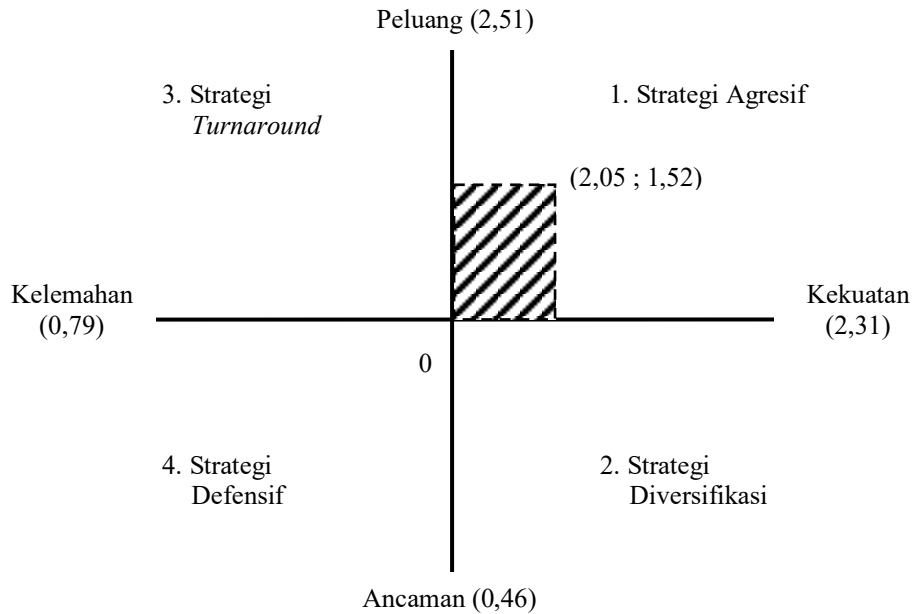 Peluang (2,51)
3. Strategi
Turnaround
1. Strategi Agresif
(2,05 ; 1,52)
Kelemahan
(0,79)
Kekuatan
(2,31)
0
4. Strategi
Defensif
2. Strategi
Diversifikasi
Ancaman (0,46)